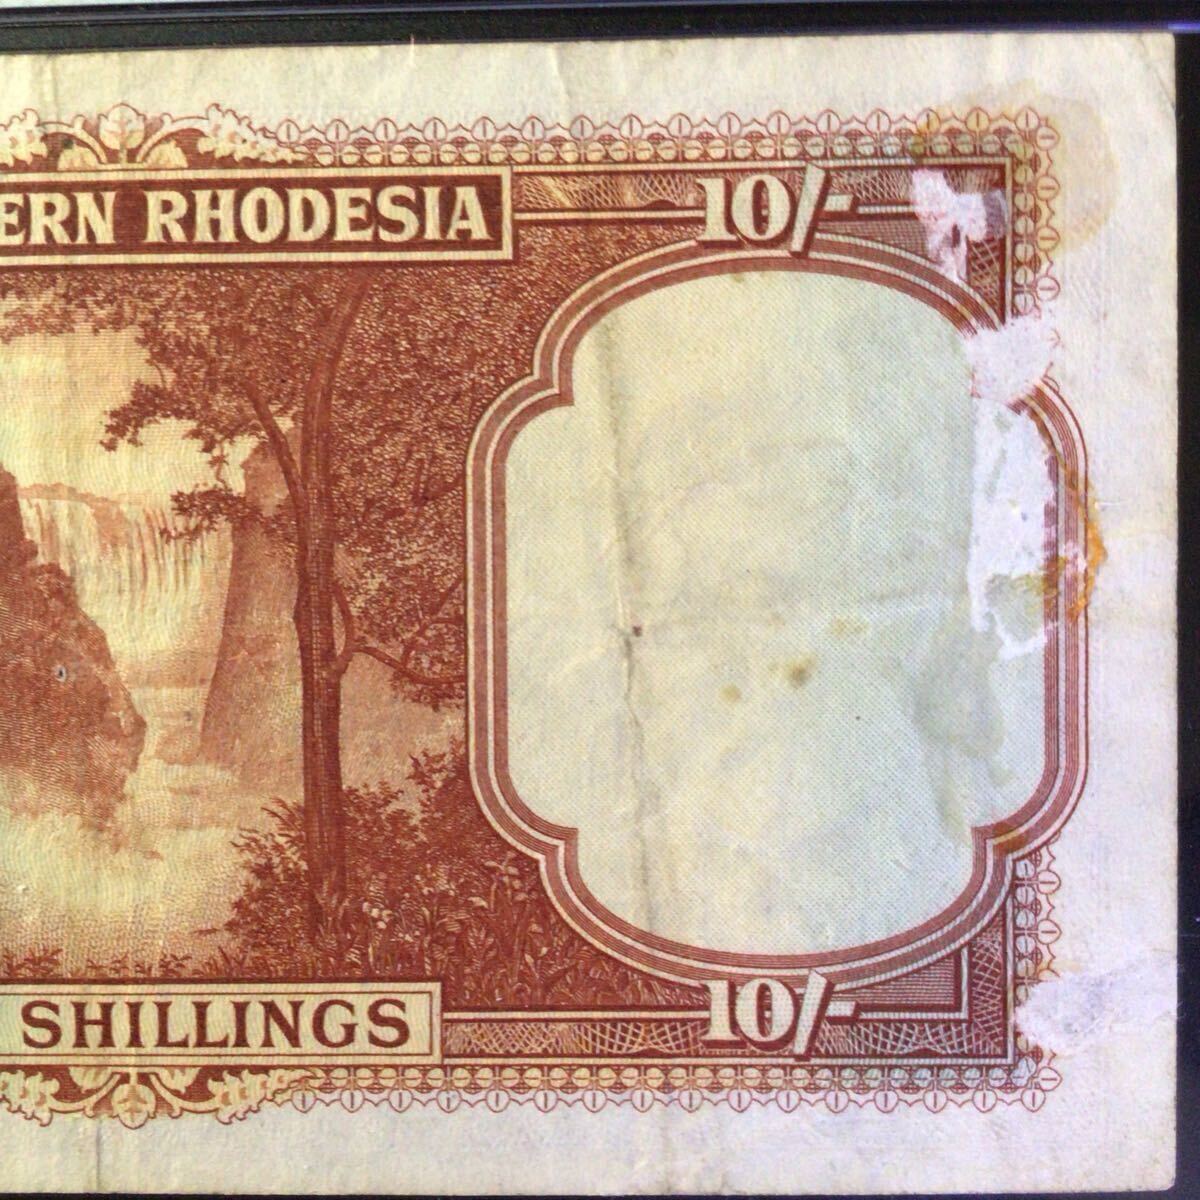 ERN RHODESIA
10/-
SHILLINGS
10/-